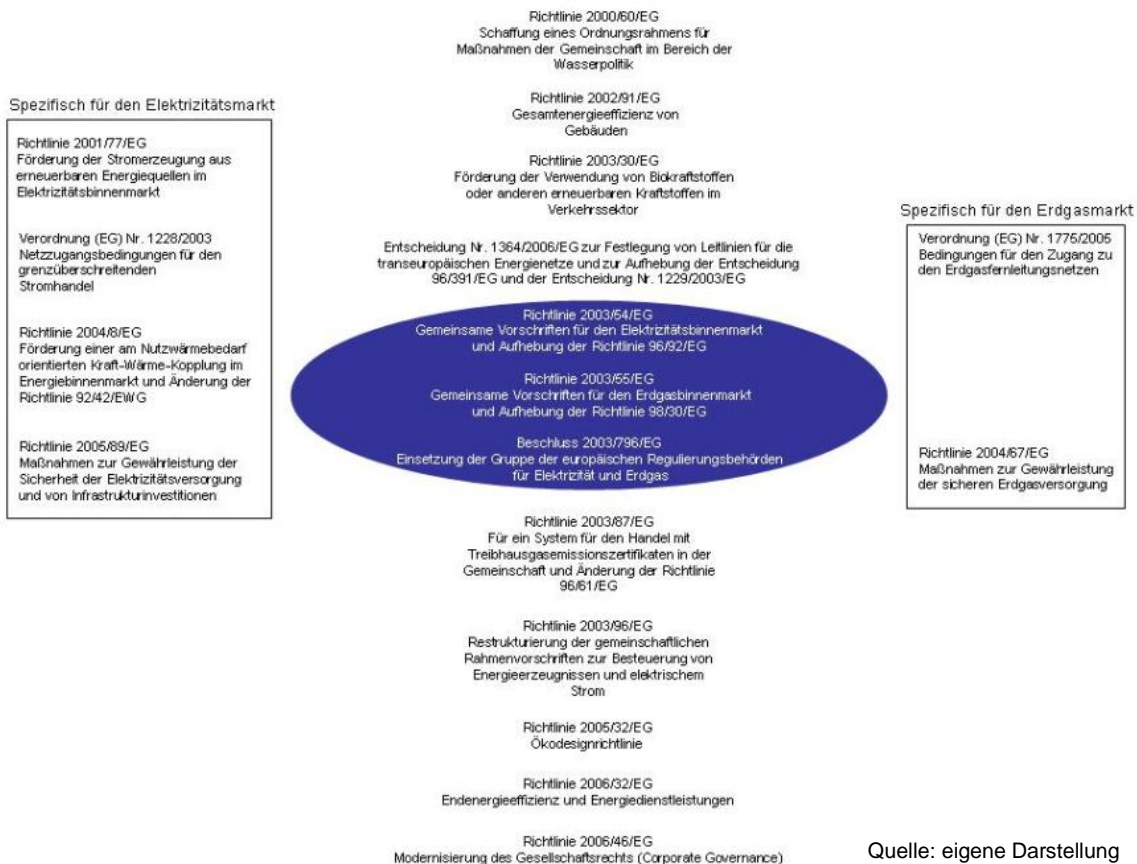 Richtlinie 2000/60/EG
Schaffung eines Ordnungsrahmens für
Maßnahmen der Gemeinschaft im Bereich der
Wasserpolitik
Richtlinie 2002/91/EG
Gesamtenergieeffizienz von
Gebäuden
Richtlinie 2003/30/EG
Förderung der Verwendung von Biokraftstoffen
oder anderen erneuerbaren Kraftstoffen im
Verkehrssektor
Entscheidung Nr. 1364/2006/EG zur Festlegung von Leitlinien für die
transeuropäischen Energienetze und zur Aufhebung der Entscheidung
96/391/EG und der Entscheidung Nr. 1229/2003/EG
Spezifisch für den Elektrizitätsmarkt
Richtlinie 2001/77/EG
Förderung der Stromerzeugung aus
erneuerbaren Energiequellen im
Elektrizitätsbinnenmarkt
Verordnung (EG) Nr. 1228/2003
Netzzugangsbedingungen für den
grenzüberschreitenden
Stromhandel
Richtlinie 2004/8/EG
Förderung einer am Nutzwärmebedarf
orientierten Kraft-Wärme-Kopplung im
Energiebinnenmarkt und Änderung der
Richtlinie 92/42/EWG
Richtlinie 2005/89/EG
Maßnahmen zur Gewährleistung der
Sicherheit der Elektrizitätsversorgung
und von Infrastrukturinvestitionen
Richtlinie 2003/54/EG
Gemeinsame Vorschriften für den Elektrizitätsbinnenmarkt
und Aufhebung der Richtlinie 96/92/EG
Richtlinie 2003/55/EG
Gemeinsame Vorschriften für den Erdgasbinnenmarkt
und Aufhebung der Richtlinie 98/30/EG
Beschluss 2003/796/EG
Einsetzung der Gruppe der europäischen Regulierungsbehörden
für Elektrizität und Erdgas
Spezifisch für den Erdgasmarkt
Verordnung (EG) Nr. 1775/2005
Bedingungen für den Zugang zu
den Erdgasfernleitungsnetzen
Richtlinie 2004/67/EG
Maßnahmen zur Gewährleistung
der sicheren Erdgasversorgung
Richtlinie 2003/87/EG
Für ein System für den Handel mit
Treibhausgasemissionszertifikaten in der
Gemeinschaft und Änderung der Richtlinie
96/61/EG
Richtlinie 2003/96/EG
Restrukturierung der gemeinschaftlichen
Rahmenvorschriften zur Besteuerung von
Energieerzeugnissen und elektrischem
Strom
Richtlinie 2005/32/EG
Ökodesignrichtlinie
Richtlinie 2006/32/EG
Endenergieeffizienz und Energiedienstleistungen
Richtlinie 2006/46/EG
Modernisierung des Gesellschaftsrechts (Corporate Governance)
Quelle: eigene Darstellung